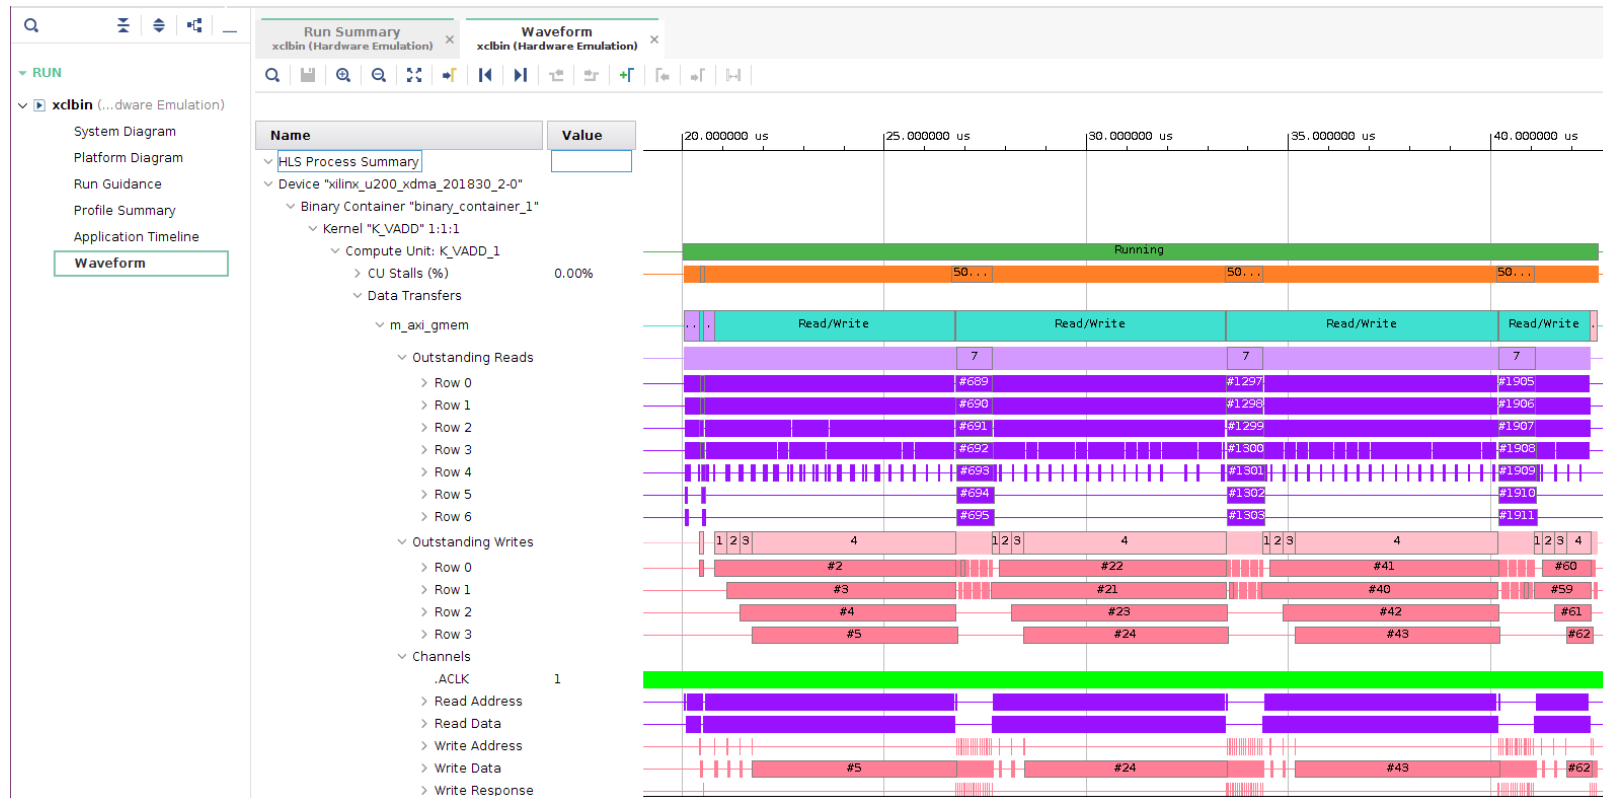 Run Summary
xclbin (Hardware Emulation)
Waveform
xclbin (Hardware Emulation)
RUN
xclbin (...dware Emulation)
System Diagram
Platform Diagram
Run Guidance
Profile Summary
Application Timeline
Waveform
Name Value
20.000000 us 25.000000 us 30.000000 us 35.000000 us 40.000000 us
HLS Process Summary
Device "xilinx_u200_xdma_201830_2-0"
Binary Container "binary_container_1"
Kernel "K_VADD" 1:1:1
Compute Unit: K_VADD_1 Running
CU Stalls (%) 0.00% 50... 50... 50...
Data Transfers
m_axi_gmem .. . Read/Write Read/Write Read/Write Read/Write .
Outstanding Reads 7 7 7
Row 0 #689 #1297 #1905
Row 1 #690 #1298 #1906
Row 2 #691 #1299 #1907
Row 3 #692 #1300 #1908
Row 4 #693 #1301 #1909
Row 5 #694 #1302 #1910
Row 6 #695 #1303 #1911
Outstanding Writes 1 2 3 4 1 2 3 4 1 2 3 4 1 2 3 4
Row 0 #2 #22 #41 #60
Row 1 #3 #21 #40 #59
Row 2 #4 #23 #42 #61
Row 3 #5 #24 #43 #62
Channels
.ACLK 1
Read Address
Read Data
Write Address
Write Data #5 #24 #43 #62
Write Response